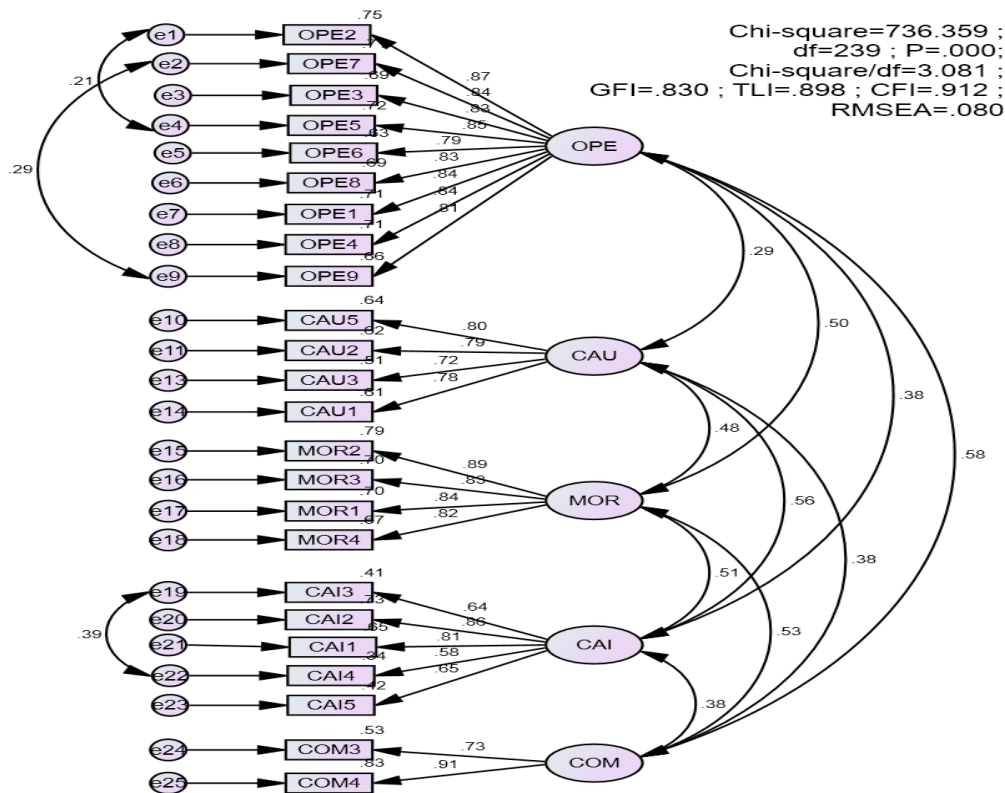 Chi-square=736.359 ;
df=239 ; P=.000;
Chi-square/df=3.081 ;
GFI=.830 ; TLI=.898 ; CFI=.912 ;
RMSEA=.080
.75
e1 OPE2 .87
e2 OPE7 .84
.69
e3 OPE3 .83
.72
e4 OPE5 .85
.63
e5 OPE6 .79
.69
e6 OPE8 .83
.71
e7 OPE1 .84
.71
e8 OPE4 .84
.66
e9 OPE9 .81
.21
.29
OPE
.64
e10 CAU5 .80
.62
e11 CAU2 .79
.51
e13 CAU3 .72
.61
e14 CAU1 .78
CAU
.79
e15 MOR2 .89
.70
e16 MOR3 .83
.70
e17 MOR1 .84
.67
e18 MOR4 .82
MOR
.41
e19 CAI3 .64
.73
e20 CAI2 .86
.65
e21 CAI1 .81
.34
e22 CAI4 .58
.42
e23 CAI5 .65
.39
CAI
.53
e24 COM3 .73
.83
e25 COM4 .91
COM
.29
.50
.38
.58
.48
.56
.38
.51
.53
.38